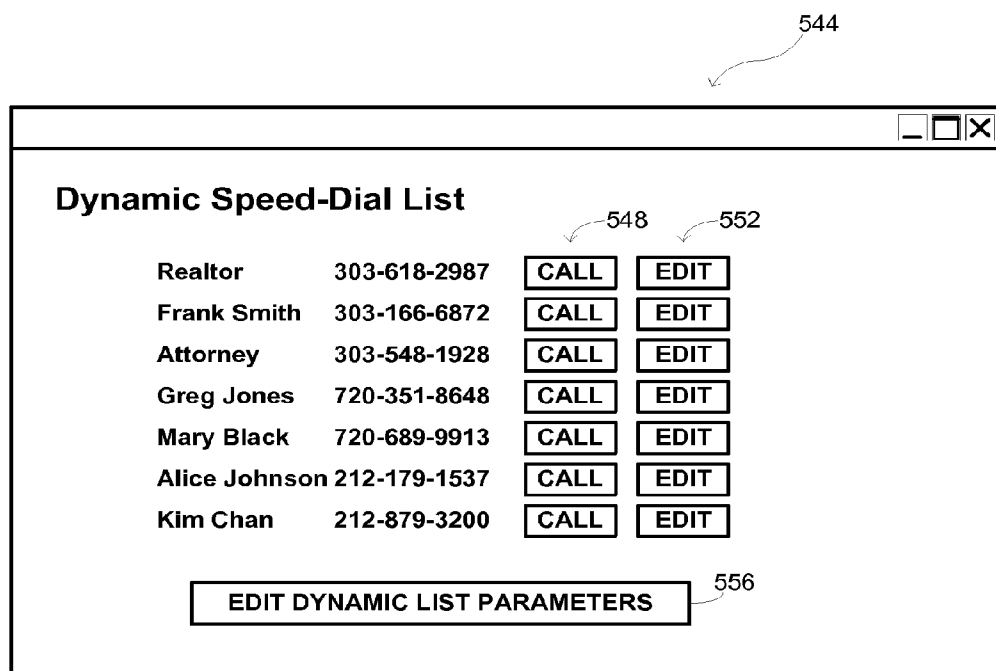 544
Dynamic Speed-Dial List
548 552
Realtor 303-618-2987 CALL EDIT
Frank Smith 303-166-6872 CALL EDIT
Attorney 303-548-1928 CALL EDIT
Greg Jones 720-351-8648 CALL EDIT
Mary Black 720-689-9913 CALL EDIT
Alice Johnson 212-179-1537 CALL EDIT
Kim Chan 212-879-3200 CALL EDIT
EDIT DYNAMIC LIST PARAMETERS 556